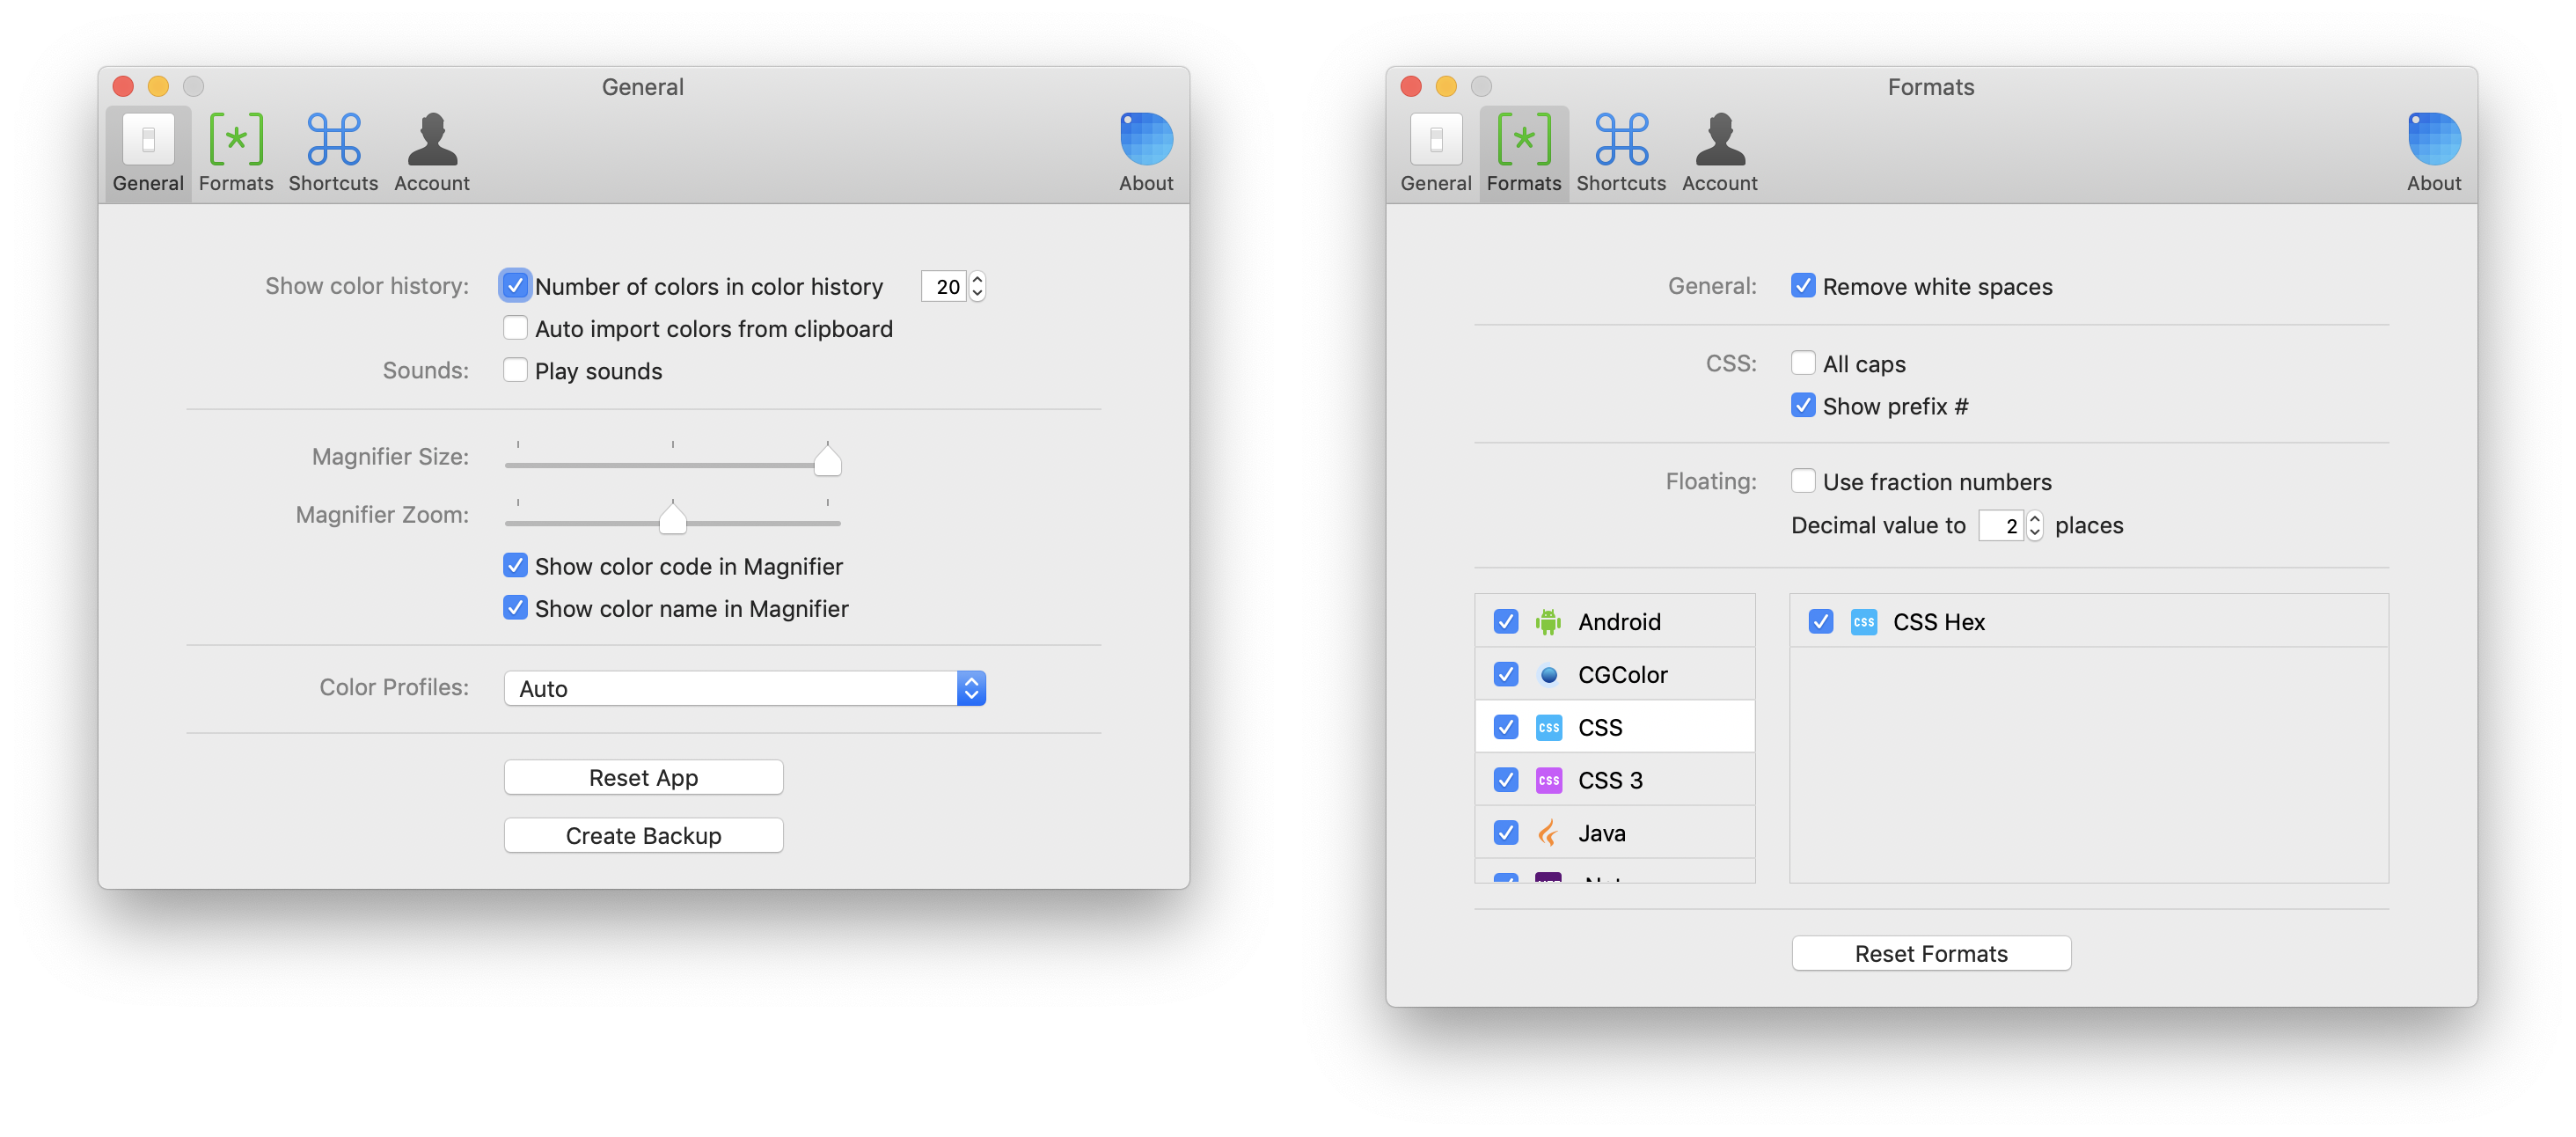 General
General Formats Shortcuts Account About
Show color history: Number of colors in color history 20
Auto import colors from clipboard
Sounds: Play sounds
Magnifier Size:
Magnifier Zoom:
Show color code in Magnifier
Show color name in Magnifier
Color Profiles: Auto
Reset App
Create Backup
Formats
General Formats Shortcuts Account About
General: Remove white spaces
CSS: All caps
Show prefix #
Floating: Use fraction numbers
Decimal value to 2 places
Android
CGColor
CSS CSS
CSS CSS 3
Java
CSS CSS Hex
Reset Formats